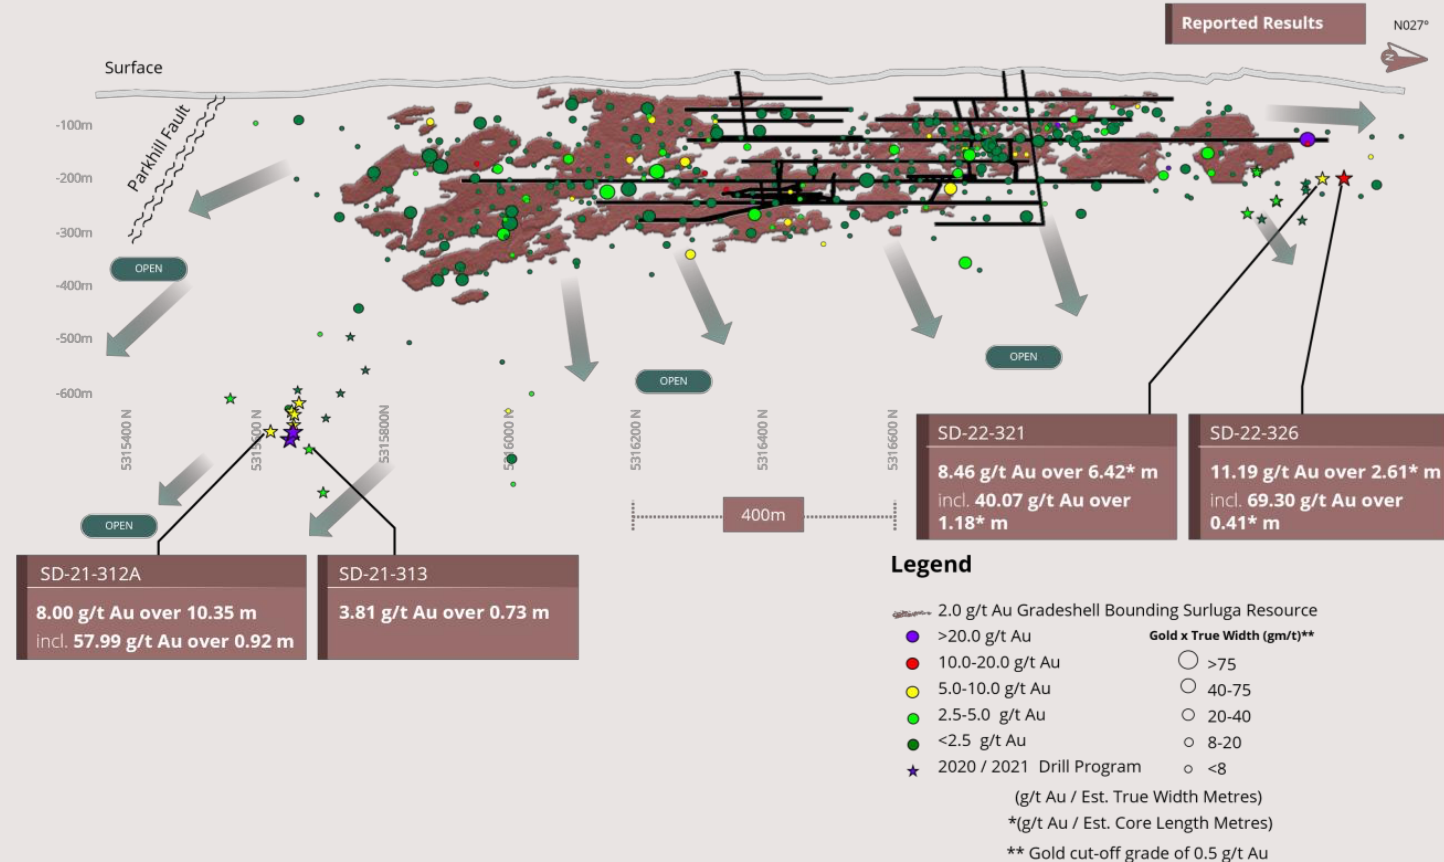 Reported Results
N027°
N
Surface
Parkhill Fault
-100m
-200m
-300m
-400m
-500m
-600m
OPEN
OPEN
OPEN
OPEN
5315400 N
5315600 N
5315800N
5316000 N
5316200 N
5316400 N
5316600 N
400m
SD-22-321
8.46 g/t Au over 6.42* m
incl. 40.07 g/t Au over
1.18* m
SD-22-326
11.19 g/t Au over 2.61* m
incl. 69.30 g/t Au over
0.41* m
SD-21-312A
8.00 g/t Au over 10.35 m
incl. 57.99 g/t Au over 0.92 m
SD-21-313
3.81 g/t Au over 0.73 m
Legend
2.0 g/t Au Gradeshell Bounding Surluga Resource
>20.0 g/t Au
10.0-20.0 g/t Au
5.0-10.0 g/t Au
2.5-5.0 g/t Au
<2.5 g/t Au
2020 / 2021 Drill Program
Gold x True Width (gm/t)**
>75
40-75
20-40
8-20
<8
(g/t Au / Est. True Width Metres)
*(g/t Au / Est. Core Length Metres)
** Gold cut-off grade of 0.5 g/t Au